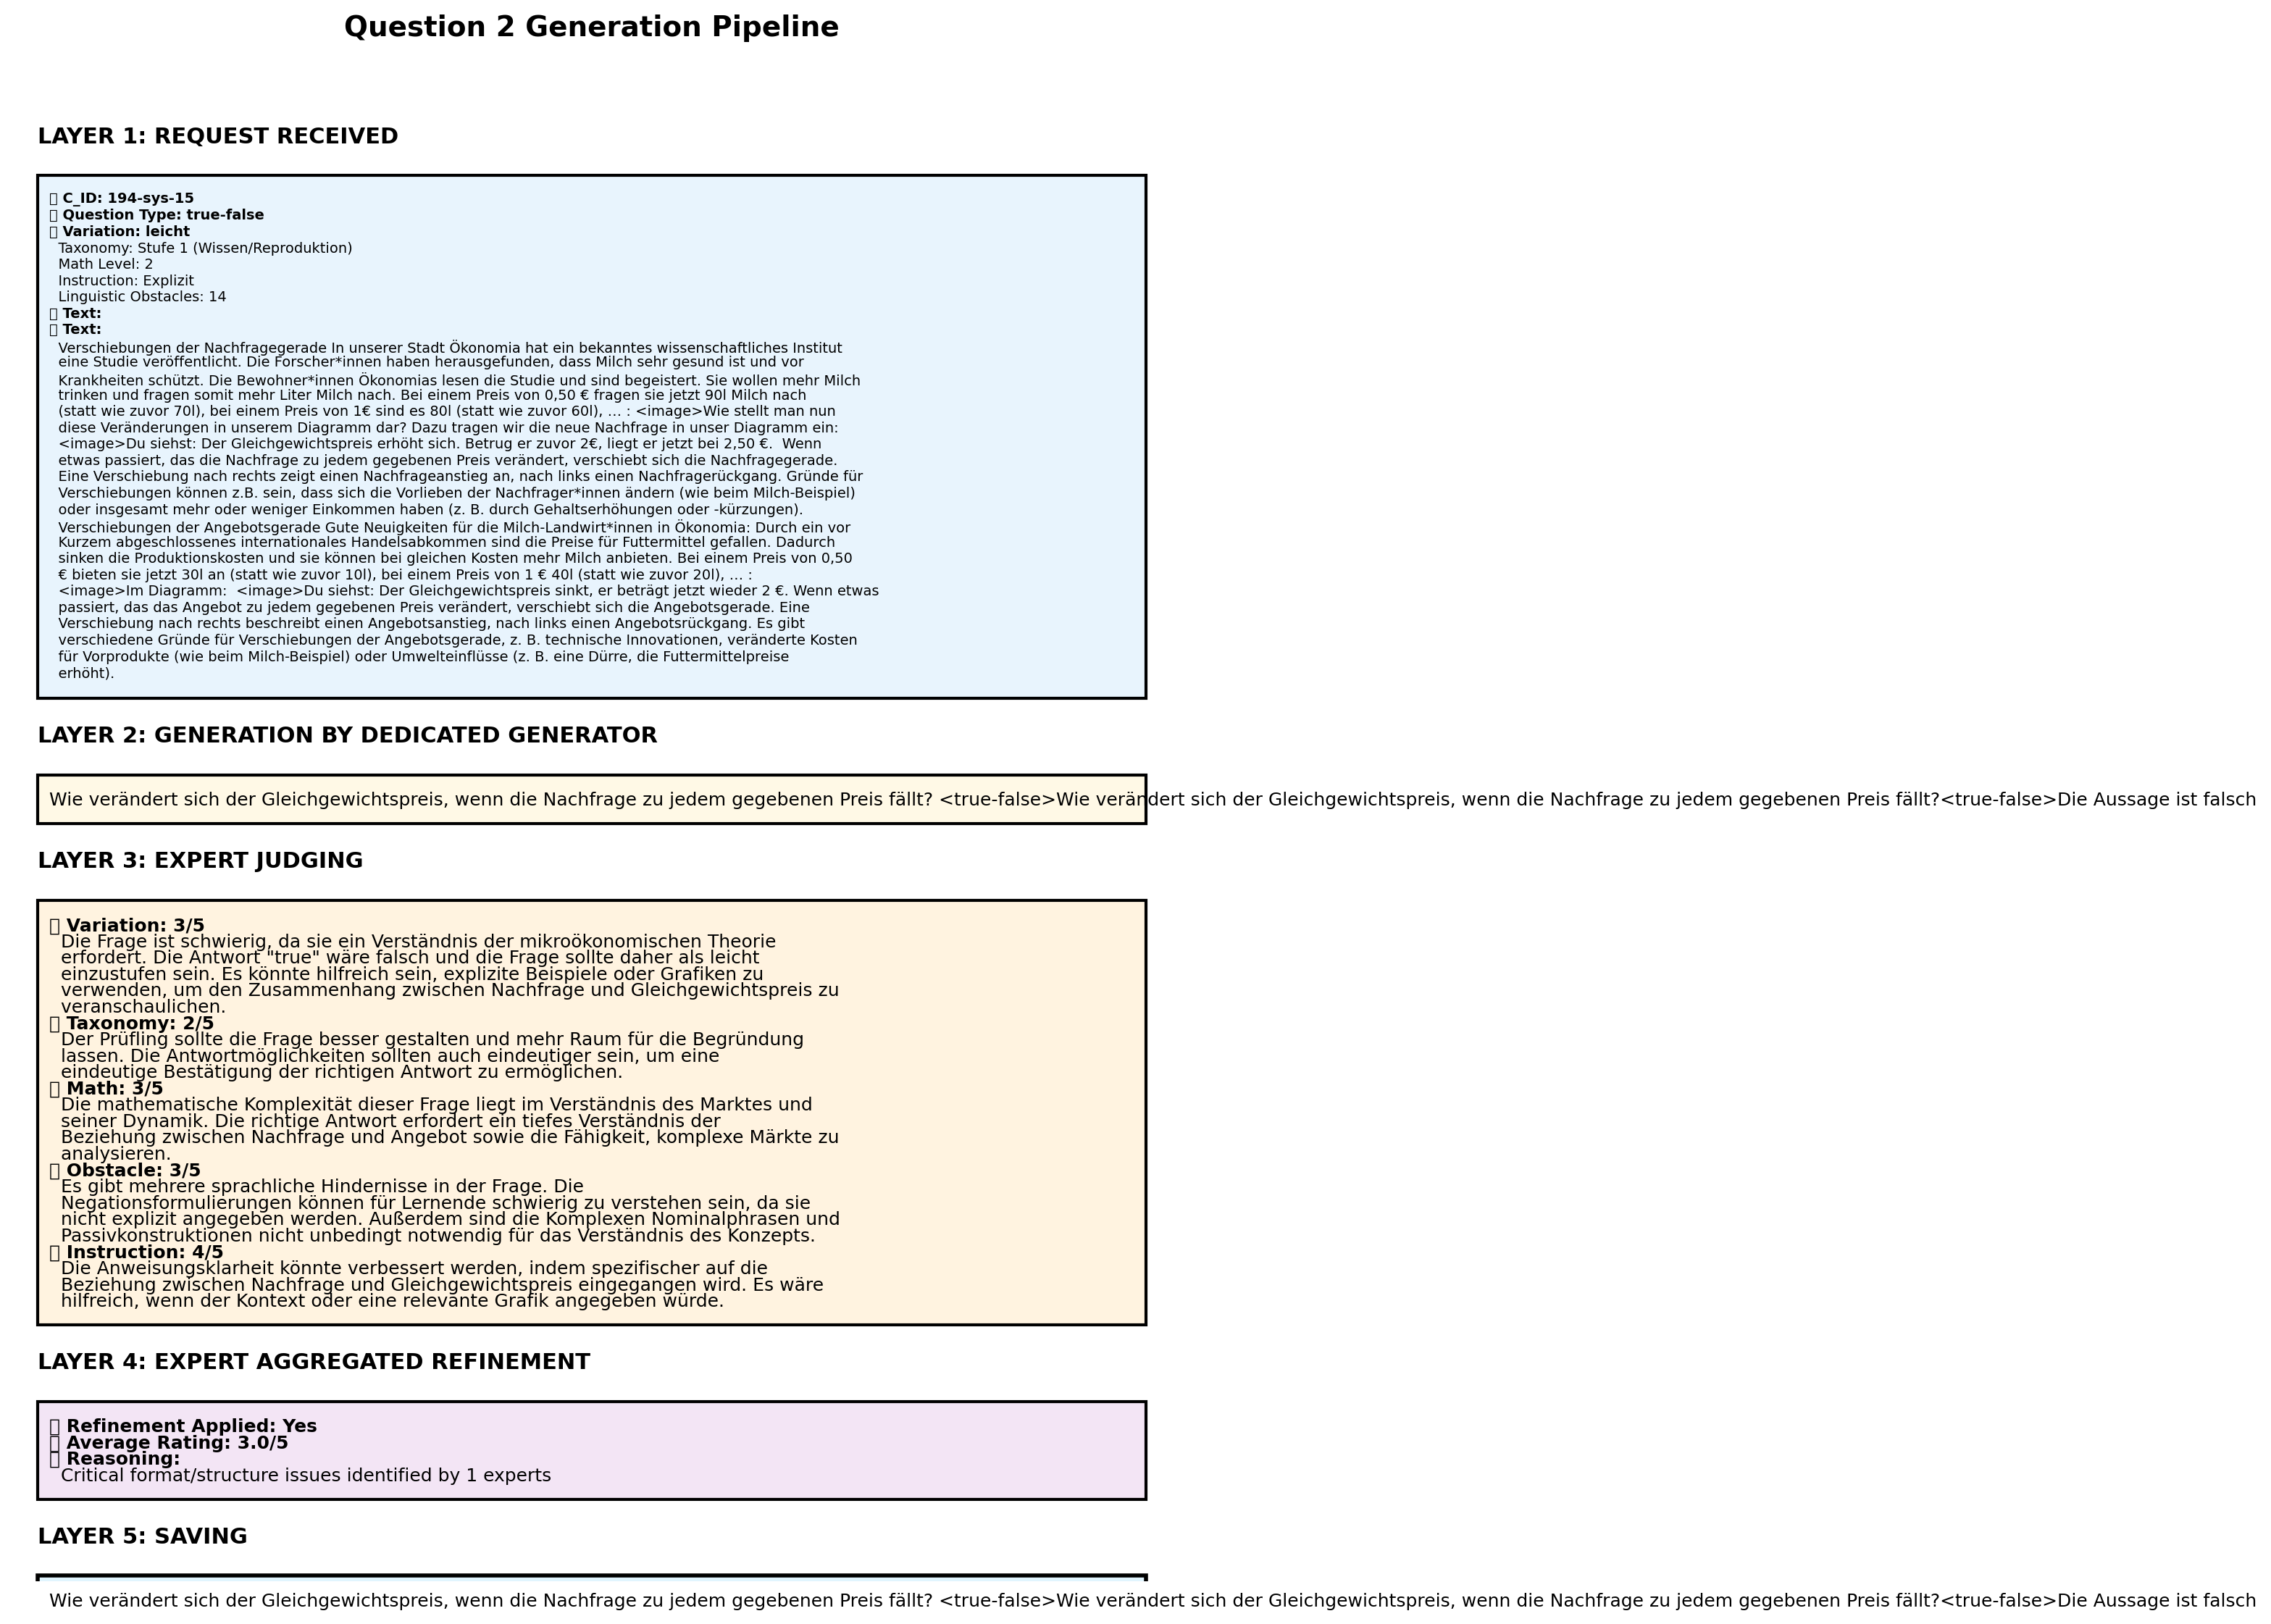 Question 2 Generation Pipeline
LAYER 1: REQUEST RECEIVED
▯ C_ID: 194-sys-15
▯ Question Type: true-false
▯ Variation: leicht
Taxonomy: Stufe 1 (Wissen/Reproduktion)
Math Level: 2
Instruction: Explizit
Linguistic Obstacles: 14
▯ Text:
▯ Text:
Verschiebungen der Nachfragegerade In unserer Stadt Ökonomia hat ein bekanntes wissenschaftliches Institut
eine Studie veröffentlicht. Die Forscher*innen haben herausgefunden, dass Milch sehr gesund ist und vor
Krankheiten schützt. Die Bewohner*innen Ökonomias lesen die Studie und sind begeistert. Sie wollen mehr Milch
trinken und fragen somit mehr Liter Milch nach. Bei einem Preis von 0,50 € fragen sie jetzt 90l Milch nach
(statt wie zuvor 70l), bei einem Preis von 1€ sind es 80l (statt wie zuvor 60l), … : <image>Wie stellt man nun
diese Veränderungen in unserem Diagramm dar? Dazu tragen wir die neue Nachfrage in unser Diagramm ein:
<image>Du siehst: Der Gleichgewichtspreis erhöht sich. Betrug er zuvor 2€, liegt er jetzt bei 2,50 €.  Wenn
etwas passiert, das die Nachfrage zu jedem gegebenen Preis verändert, verschiebt sich die Nachfragegerade.
Eine Verschiebung nach rechts zeigt einen Nachfrageanstieg an, nach links einen Nachfragerückgang. Gründe für
Verschiebungen können z.B. sein, dass sich die Vorlieben der Nachfrager*innen ändern (wie beim Milch-Beispiel)
oder insgesamt mehr oder weniger Einkommen haben (z. B. durch Gehaltserhöhungen oder -kürzungen).
Verschiebungen der Angebotsgerade Gute Neuigkeiten für die Milch-Landwirt*innen in Ökonomia: Durch ein vor
Kurzem abgeschlossenes internationales Handelsabkommen sind die Preise für Futtermittel gefallen. Dadurch
sinken die Produktionskosten und sie können bei gleichen Kosten mehr Milch anbieten. Bei einem Preis von 0,50
€ bieten sie jetzt 30l an (statt wie zuvor 10l), bei einem Preis von 1 € 40l (statt wie zuvor 20l), … :
<image>Im Diagramm:  <image>Du siehst: Der Gleichgewichtspreis sinkt, er beträgt jetzt wieder 2 €. Wenn etwas
passiert, das das Angebot zu jedem gegebenen Preis verändert, verschiebt sich die Angebotsgerade. Eine
Verschiebung nach rechts beschreibt einen Angebotsanstieg, nach links einen Angebotsrückgang. Es gibt
verschiedene Gründe für Verschiebungen der Angebotsgerade, z. B. technische Innovationen, veränderte Kosten
für Vorprodukte (wie beim Milch-Beispiel) oder Umwelteinflüsse (z. B. eine Dürre, die Futtermittelpreise
erhöht).
LAYER 2: GENERATION BY DEDICATED GENERATOR
Wie verändert sich der Gleichgewichtspreis, wenn die Nachfrage zu jedem gegebenen Preis fällt? <true-false>Wie verändert sich der Gleichgewichtspreis, wenn die Nachfrage zu jedem gegebenen Preis fällt?<true-false>Die Aussage ist falsch
LAYER 3: EXPERT JUDGING
▯ Variation: 3/5
Die Frage ist schwierig, da sie ein Verständnis der mikroökonomischen Theorie
erfordert. Die Antwort "true" wäre falsch und die Frage sollte daher als leicht
einzustufen sein. Es könnte hilfreich sein, explizite Beispiele oder Grafiken zu
verwenden, um den Zusammenhang zwischen Nachfrage und Gleichgewichtspreis zu
veranschaulichen.
▯ Taxonomy: 2/5
Der Prüfling sollte die Frage besser gestalten und mehr Raum für die Begründung
lassen. Die Antwortmöglichkeiten sollten auch eindeutiger sein, um eine
eindeutige Bestätigung der richtigen Antwort zu ermöglichen.
▯ Math: 3/5
Die mathematische Komplexität dieser Frage liegt im Verständnis des Marktes und
seiner Dynamik. Die richtige Antwort erfordert ein tiefes Verständnis der
Beziehung zwischen Nachfrage und Angebot sowie die Fähigkeit, komplexe Märkte zu
analysieren.
▯ Obstacle: 3/5
Es gibt mehrere sprachliche Hindernisse in der Frage. Die
Negationsformulierungen können für Lernende schwierig zu verstehen sein, da sie
nicht explizit angegeben werden. Außerdem sind die Komplexen Nominalphrasen und
Passivkonstruktionen nicht unbedingt notwendig für das Verständnis des Konzepts.
▯ Instruction: 4/5
Die Anweisungsklarheit könnte verbessert werden, indem spezifischer auf die
Beziehung zwischen Nachfrage und Gleichgewichtspreis eingegangen wird. Es wäre
hilfreich, wenn der Kontext oder eine relevante Grafik angegeben würde.
LAYER 4: EXPERT AGGREGATED REFINEMENT
▯ Refinement Applied: Yes
▯ Average Rating: 3.0/5
▯ Reasoning:
Critical format/structure issues identified by 1 experts
LAYER 5: SAVING
Wie verändert sich der Gleichgewichtspreis, wenn die Nachfrage zu jedem gegebenen Preis fällt? <true-false>Wie verändert sich der Gleichgewichtspreis, wenn die Nachfrage zu jedem gegebenen Preis fällt?<true-false>Die Aussage ist falsch